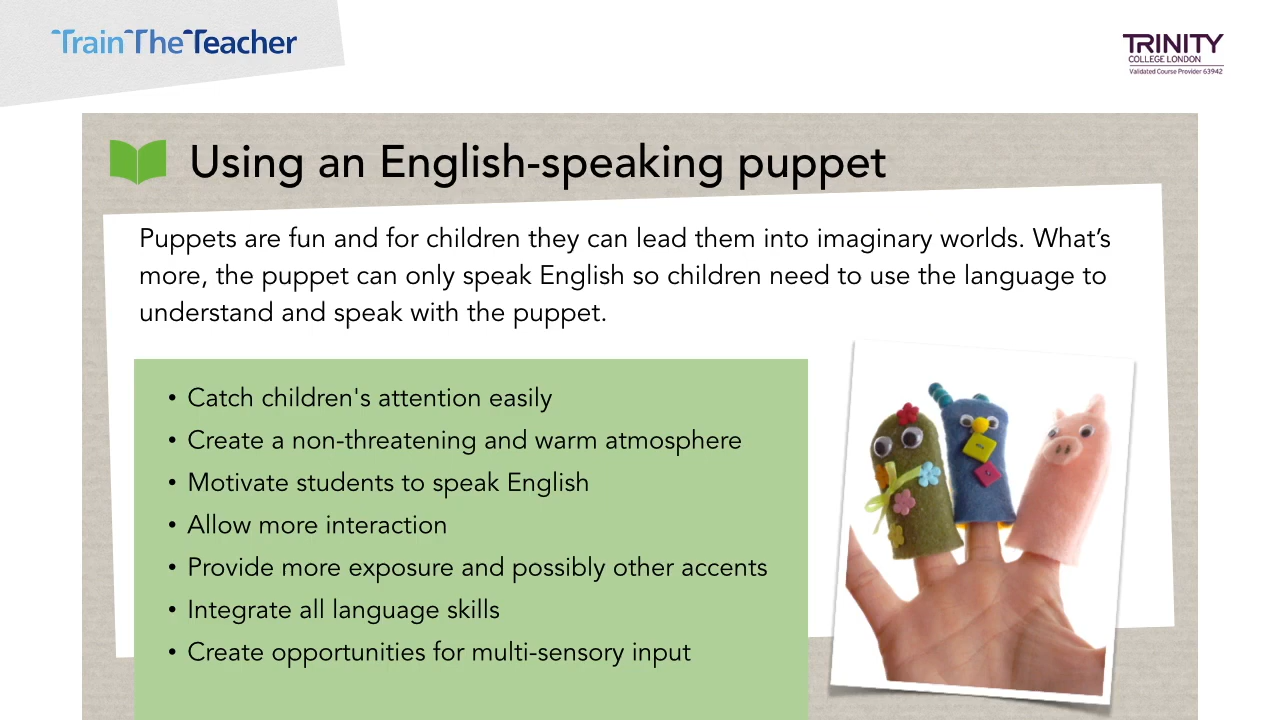 TrainTheTeacher
TRINITY
COLLEGE LONDON
Validated Course Provider 63942
Using an English-speaking puppet
Puppets are fun and for children they can lead them into imaginary worlds. What’s
more, the puppet can only speak English so children need to use the language to
understand and speak with the puppet.
• Catch children's attention easily
• Create a non-threatening and warm atmosphere
• Motivate students to speak English
• Allow more interaction
• Provide more exposure and possibly other accents
• Integrate all language skills
• Create opportunities for multi-sensory input